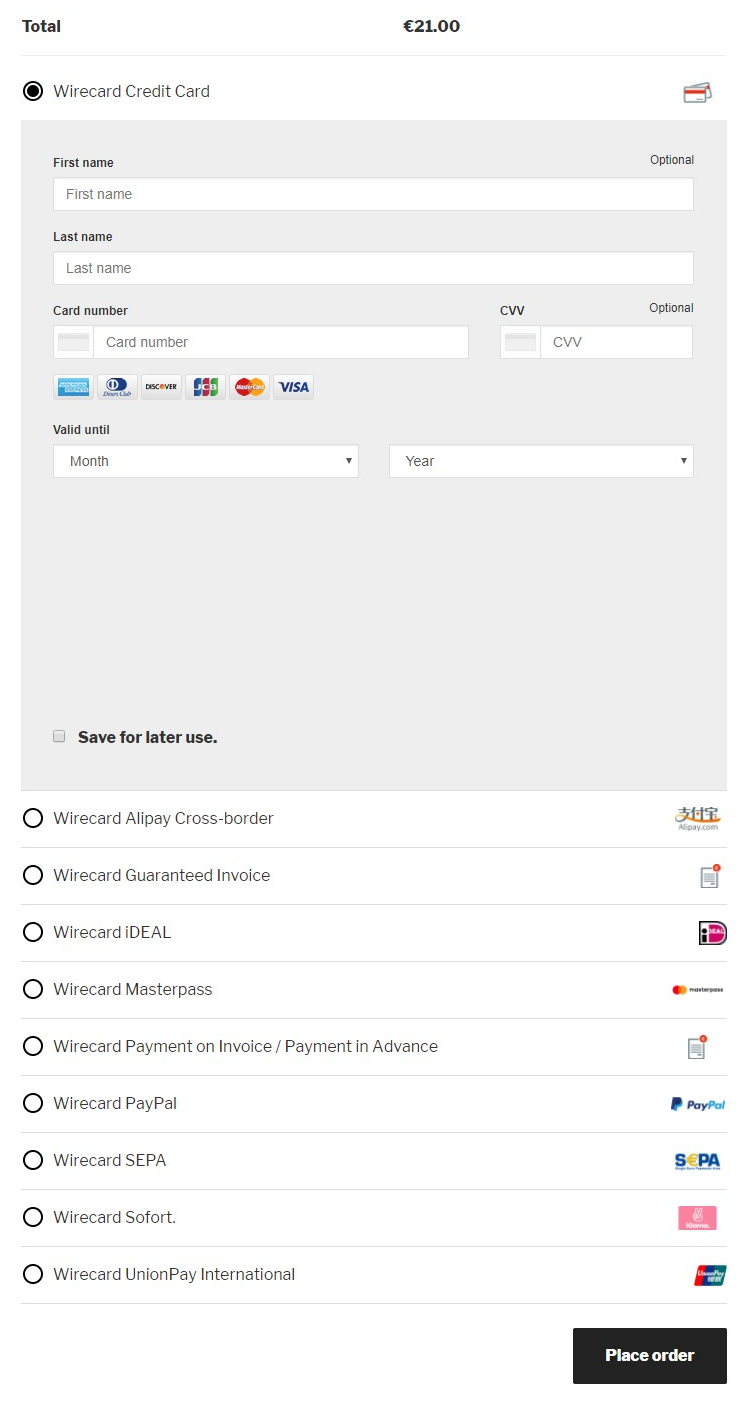 Total €21.00
Wirecard Credit Card
First name Optional
First name
Last name
Last name
Card number CVV Optional
Card number CVV
AMERICAN EXPRESS Diners Club DISCOVER JCB MasterCard VISA
Valid until
Month Year
Save for later use.
Wirecard Alipay Cross-border 支付宝
Alipay.com
Wirecard Guaranteed Invoice
Wirecard iDEAL iDEAL
Wirecard Masterpass masterpass
Wirecard Payment on Invoice / Payment in Advance
Wirecard PayPal PayPal
Wirecard SEPA S€PA
Wirecard Sofort. Klarna.
Wirecard UnionPay International UnionPay
银联
Place order